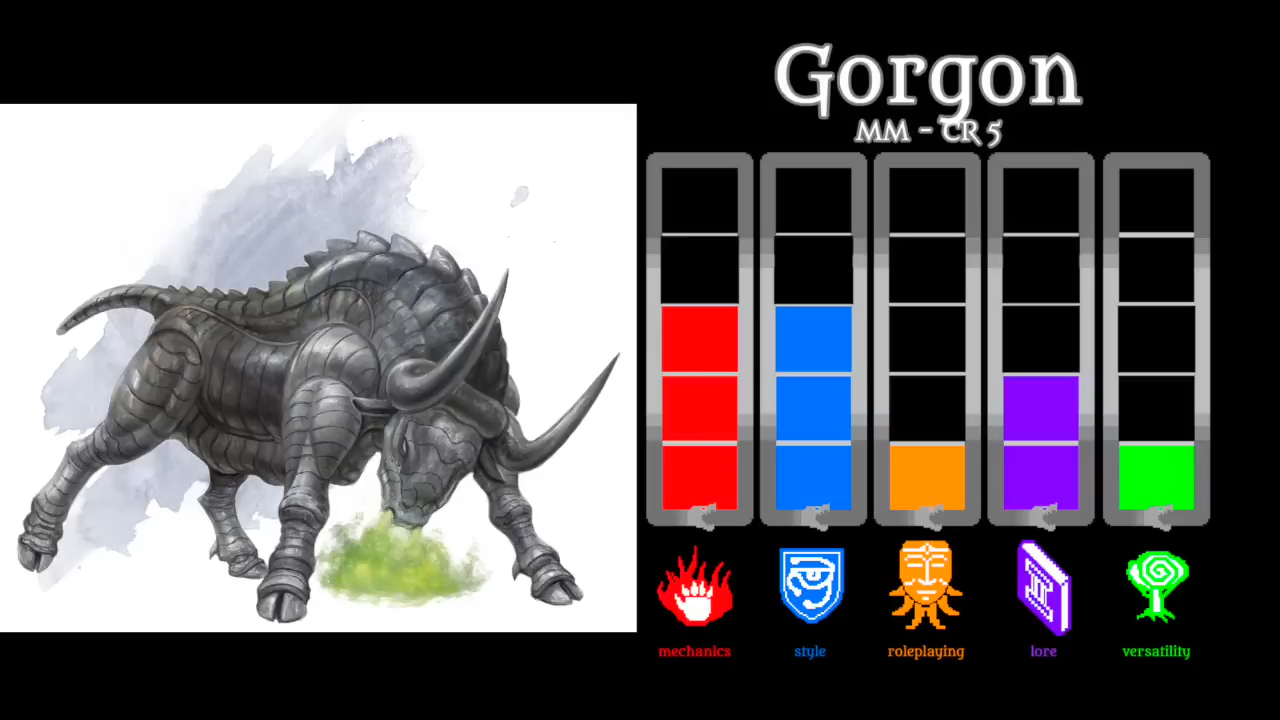 Gorgon
MM - CR 5
mechanics
style
roleplaying
lore
versatility